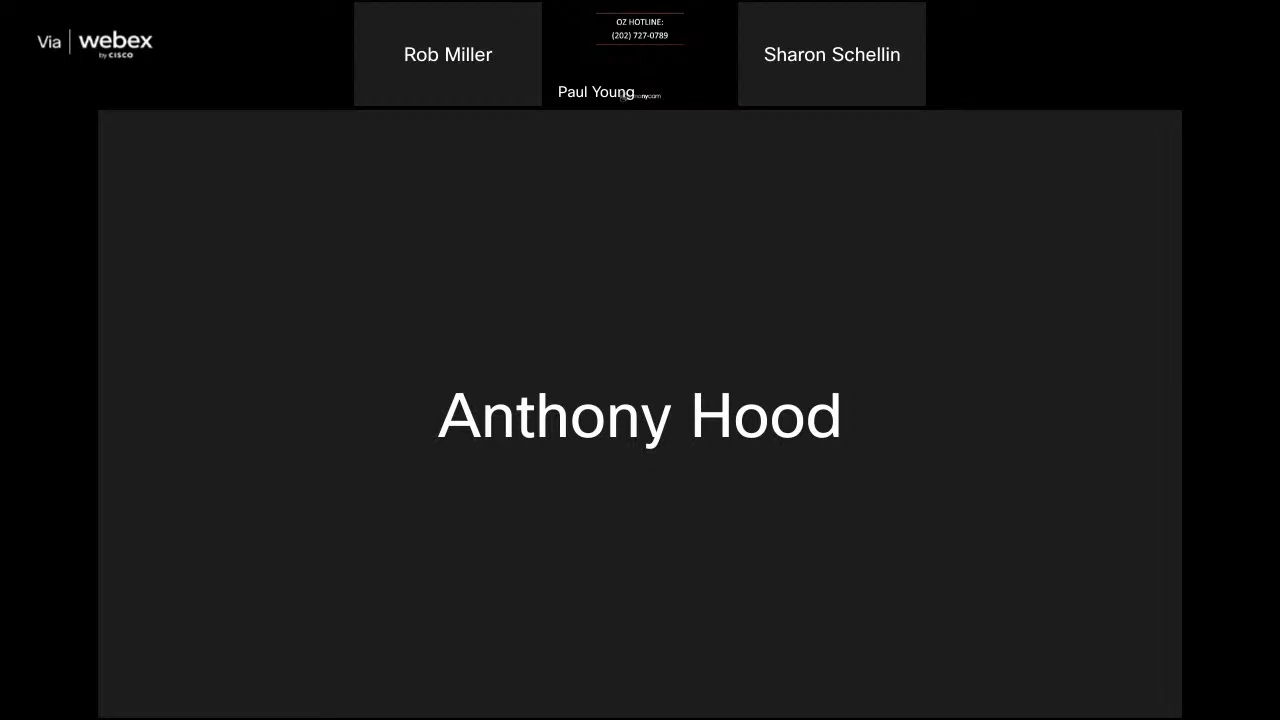 Via webex
by CISCO
Rob Miller
OZ HOTLINE:
(202) 727-0789
Paul Young
Sharon Schellin
Anthony Hood